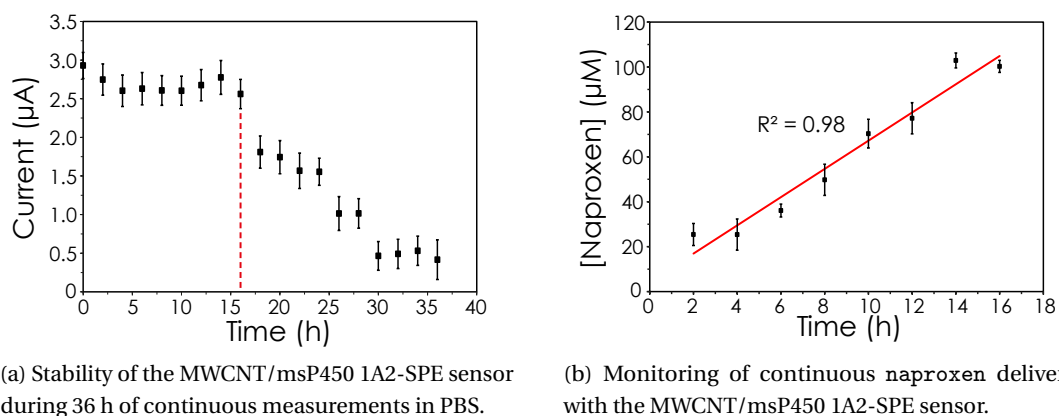 3.5
3.0
2.5
2.0
1.5
1.0
0.5
0
0 5 10 15 20 25 30 35 40
Current (µA)
Time (h)
120
100
80
60
40
20
0
0 2 4 6 8 10 12 14 16 18
[Naproxen] (µM)
R² = 0.98
Time (h)
(a) Stability of the MWCNT/msP450 1A2-SPE sensor
during 36 h of continuous measurements in PBS.
(b) Monitoring of continuous naproxen deliver
with the MWCNT/msP450 1A2-SPE sensor.